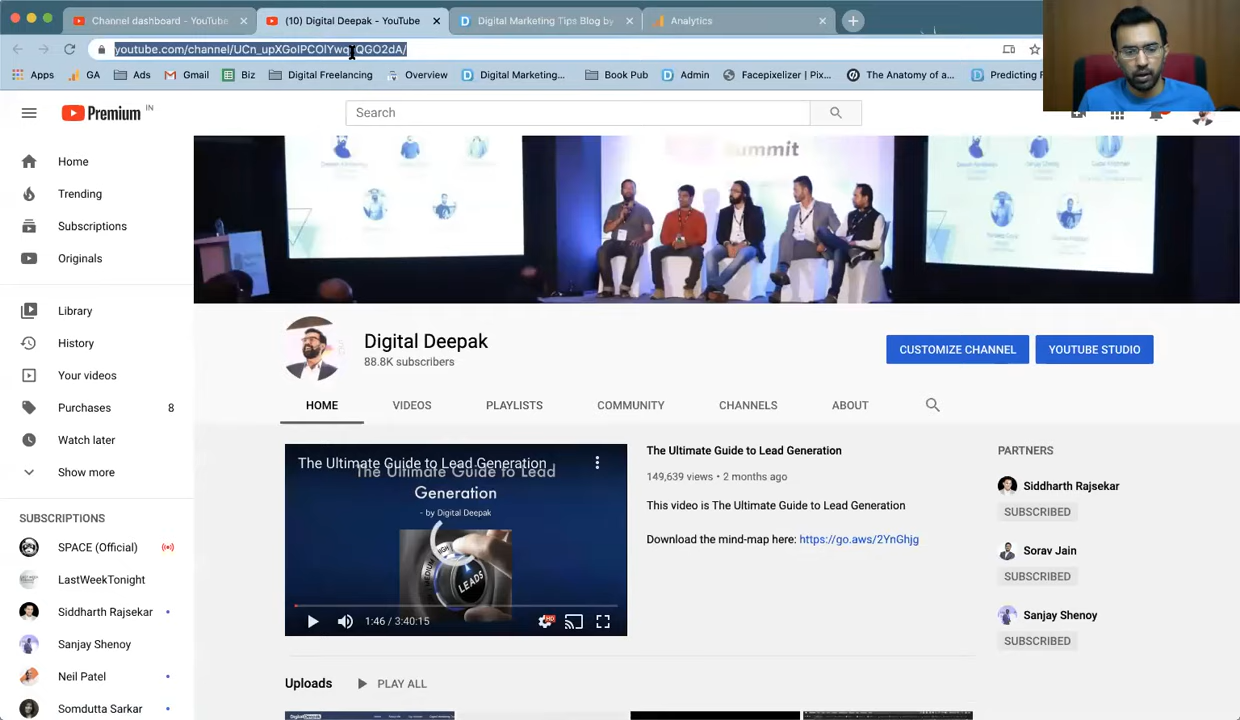 Channel dashboard - YouTube
(10) Digital Deepak - YouTube
Digital Marketing Tips Blog by
Analytics
Apps
GA
Ads
Gmail
Biz
Digital Freelancing
Overview
Digital Marketing...
Book Pub
Admin
Facepixelizer | Pix...
The Anatomy of a...
Predicting
Premium IN
Search
Home
Trending
Subscriptions
Originals
Library
History
Your videos
Purchases 8
Watch later
Show more
SUBSCRIPTIONS
SPACE (Official)
LastWeekTonight
Siddharth Rajsekar
Sanjay Shenoy
Neil Patel
Somdutta Sarkar
summit
Digital Deepak
88.8K subscribers
CUSTOMIZE CHANNEL
YOUTUBE STUDIO
HOME
VIDEOS
PLAYLISTS
COMMUNITY
CHANNELS
ABOUT
The Ultimate Guide to Lead Generation
The Ultimate Guide to Lead
Generation
- by Digital Deepak
HIGH
MEDIUM
LEADS
1:46 / 3:40:15
HD
The Ultimate Guide to Lead Generation
149,639 views • 2 months ago
This video is The Ultimate Guide to Lead Generation
Download the mind-map here: https://go.aws/2YnGhjg
PARTNERS
Siddharth Rajsekar
SUBSCRIBED
Sorav Jain
SUBSCRIBED
Sanjay Shenoy
SUBSCRIBED
Uploads
PLAY ALL